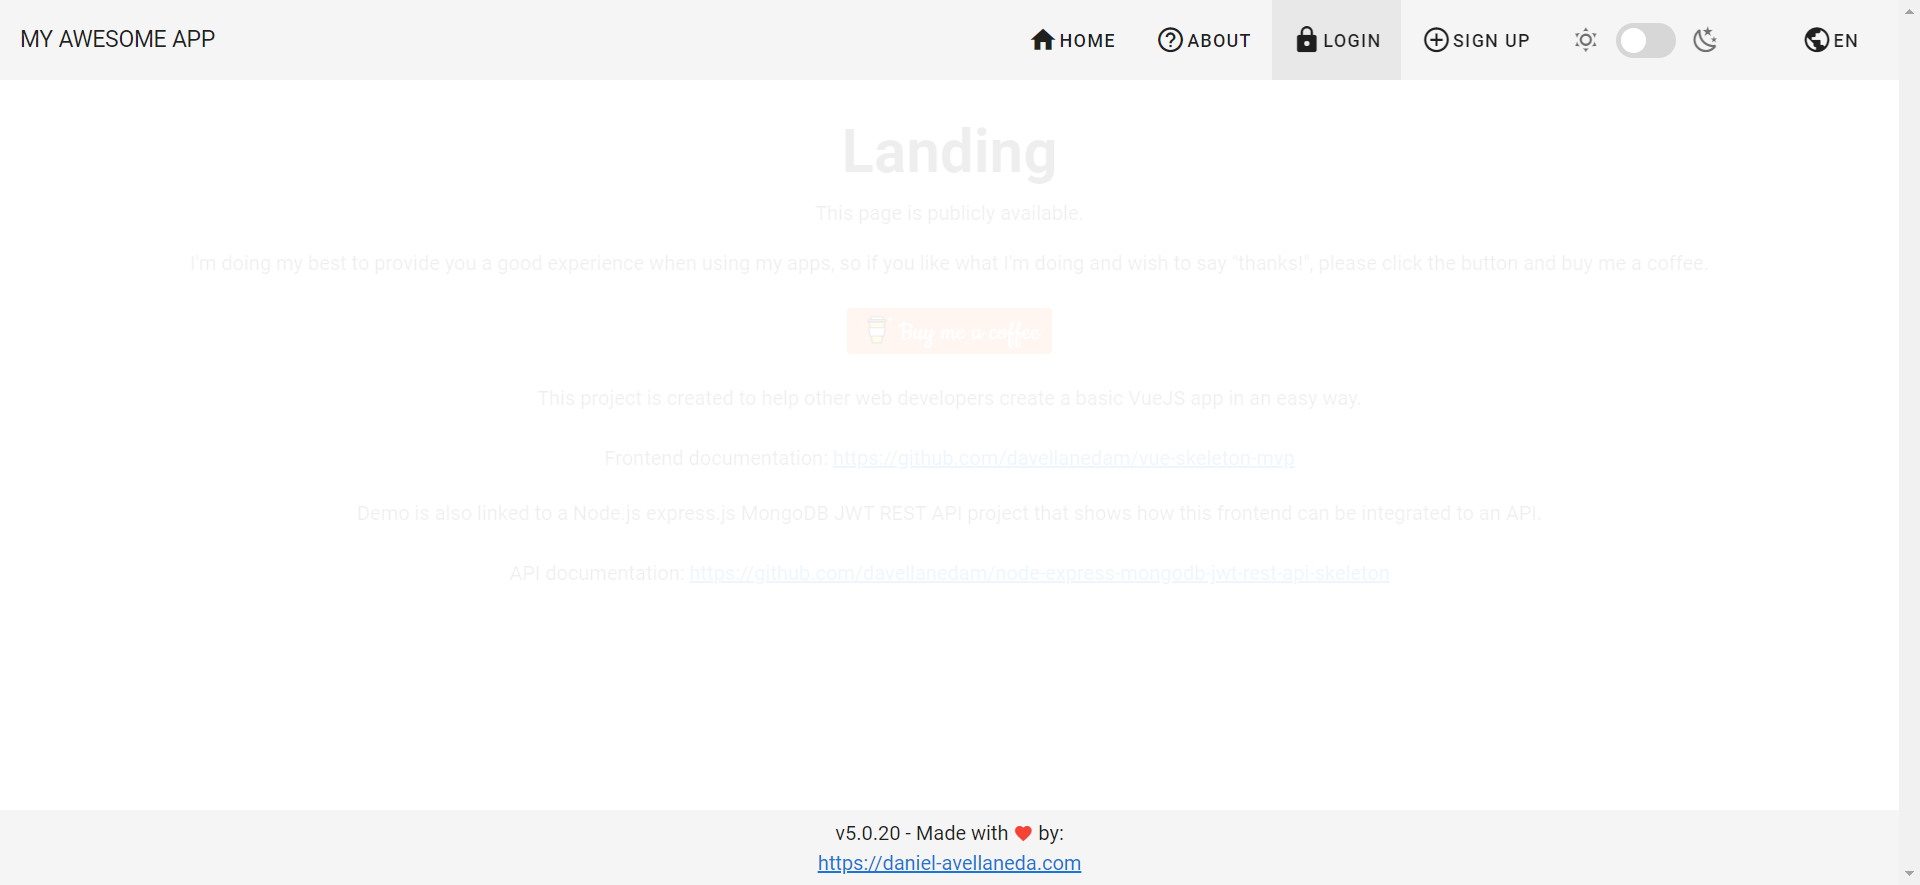 MY AWESOME APP
HOME
ABOUT
LOGIN
SIGN UP
EN
Landing
This page is publicly available.
I'm doing my best to provide you a good experience when using my apps, so if you like what I'm doing and wish to say "thanks!", please click the button and buy me a coffee.
Buy me a coffee
This project is created to help other web developers create a basic VueJS app in an easy way.
Frontend documentation: https://github.com/davellanedam/vue-skeleton-mvp
Demo is also linked to a Node.js express.js MongoDB JWT REST API project that shows how this frontend can be integrated to an API.
API documentation: https://github.com/davellanedam/node-express-mongodb-jwt-rest-api-skeleton
v5.0.20 - Made with ❤ by:
https://daniel-avellaneda.com